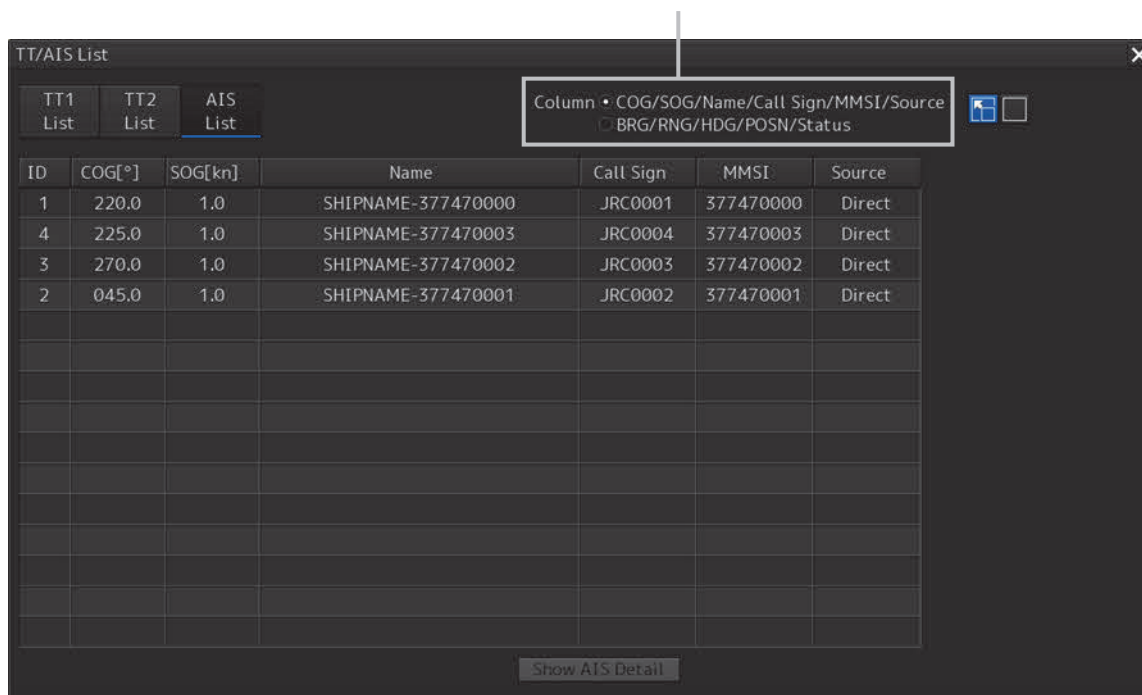 TT/AIS List
TT1 List TT2 List AIS List
Column COG/SOG/Name/Call Sign/MMSI/Source
BRG/RNG/HDG/POSN/Status
ID COG[°] SOG[kn] Name Call Sign MMSI Source
1 220.0 1.0 SHIPNAME-377470000 JRC0001 377470000 Direct
4 225.0 1.0 SHIPNAME-377470003 JRC0004 377470003 Direct
5 270.0 1.0 SHIPNAME-377470002 JRC0003 377470002 Direct
2 045.0 1.0 SHIPNAME-377470001 JRC0002 377470001 Direct
Show AIS Detail